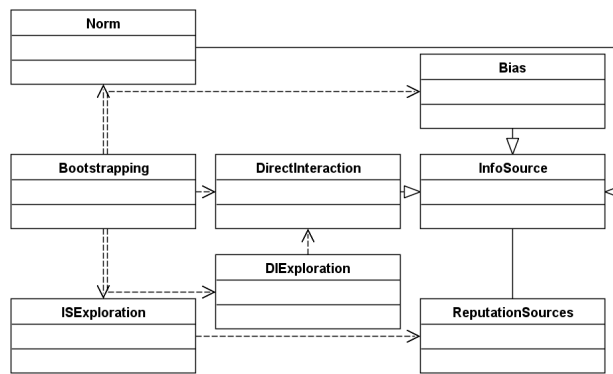 Norm
Bias
Bootstrapping
DirectInteraction
InfoSource
DIExploration
ISExploration
ReputationSources